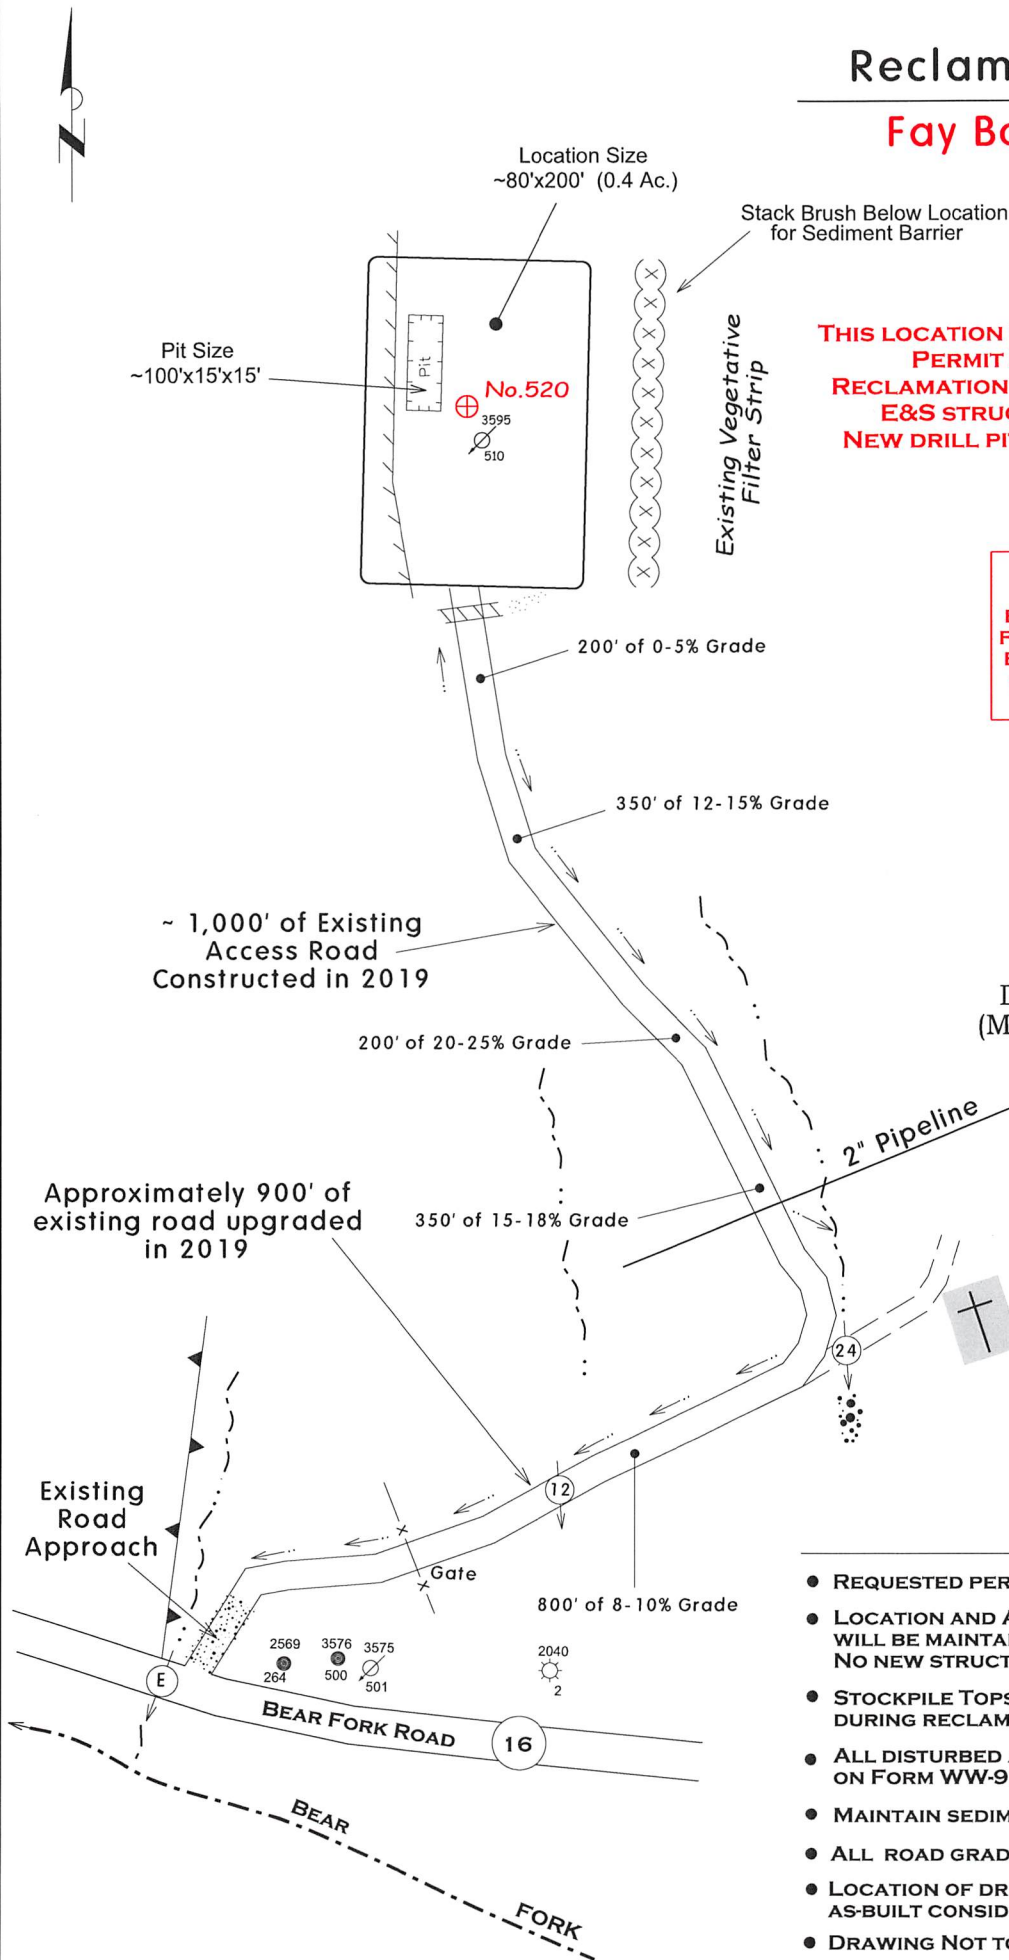 N
Reclam
Fay Bo
Location Size
~80'x200' (0.4 Ac.)
Stack Brush Below Location
for Sediment Barrier
Pit Size
~100'x15'x15'
Pit
No.520
3595
510
Existing Vegetative
Filter Strip
THIS LOCATION
PERMIT
RECLAMATION
E&S STRUC
NEW DRILL PI
200' of 0-5% Grade
350' of 12-15% Grade
~ 1,000' of Existing
Access Road
Constructed in 2019
(M
200' of 20-25% Grade
2" Pipeline
Approximately 900' of
existing road upgraded
in 2019
350' of 15-18% Grade
24
12
Existing
Road
Approach
Gate
800' of 8-10% Grade
2569
264
3576
500
3575
501
2040
2
E
BEAR FORK ROAD
16
BEAR
FORK
● REQUESTED PER
● LOCATION AND A
WILL BE MAINTA
NO NEW STRUCT
● STOCKPILE TOPS
DURING RECLAM
● ALL DISTURBED
ON FORM WW-9
● MAINTAIN SEDIM
● ALL ROAD GRAD
● LOCATION OF DR
AS-BUILT CONSID
● DRAWING NOT TO